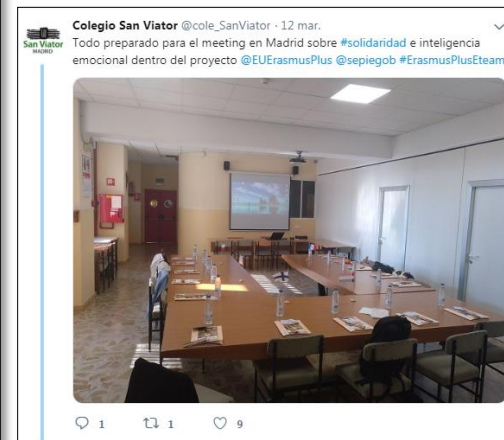 Colegio San Viator @cole_SanViator · 12 mar.
San Viator
MADRID
Todo preparado para el meeting en Madrid sobre #solidaridad e inteligencia
emocional dentro del proyecto @EUErasmusPlus @sepiegob #ErasmusPlusEteam
1 1 9